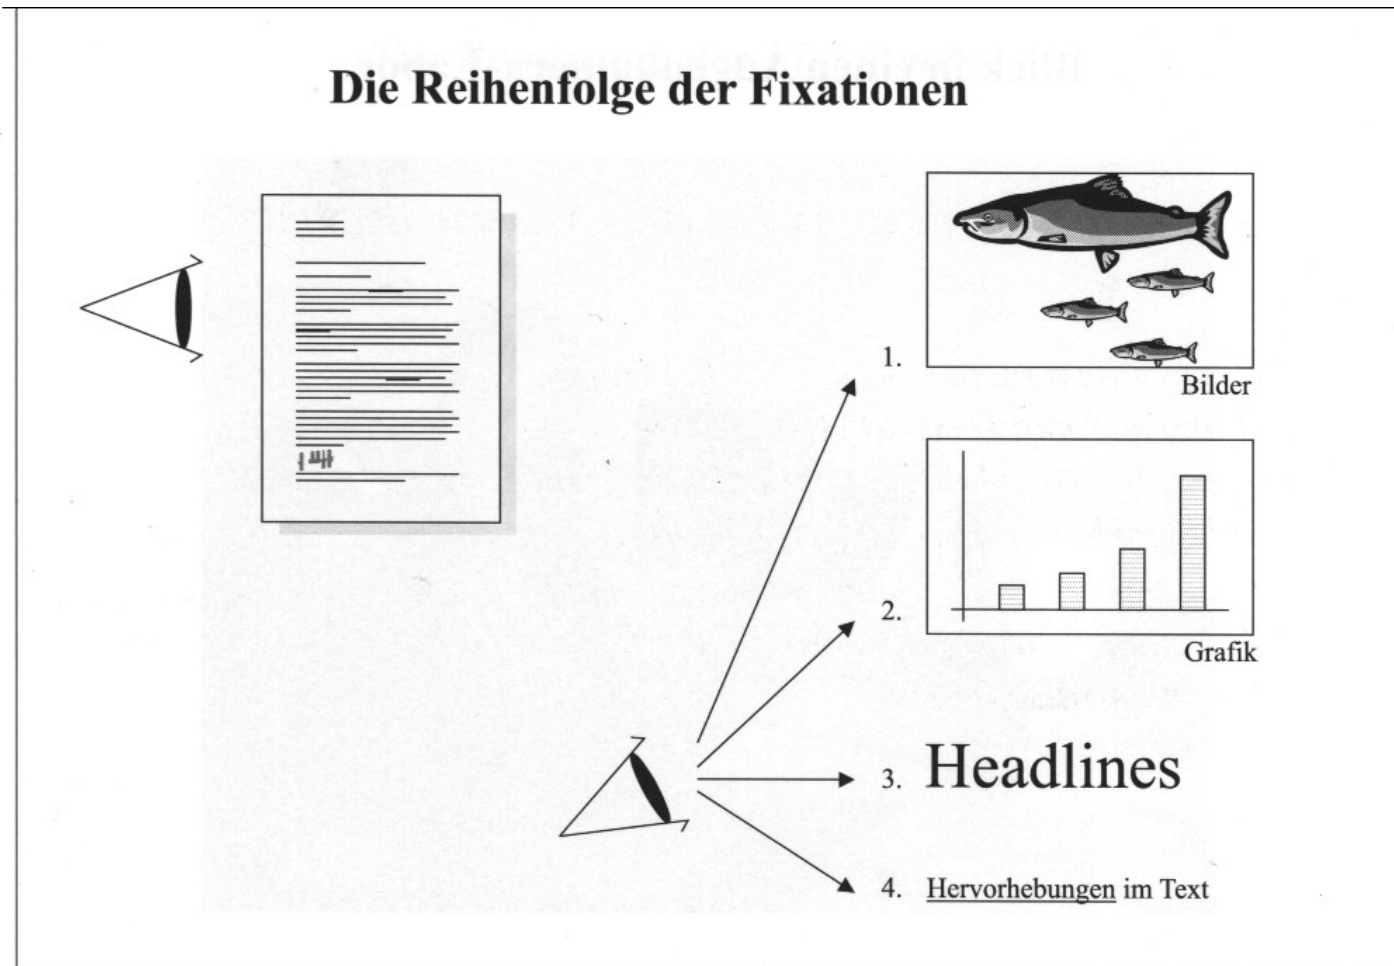 Die Reihenfolge der Fixationen
1.
Bilder
2.
Grafik
3. Headlines
4. Hervorhebungen im Text